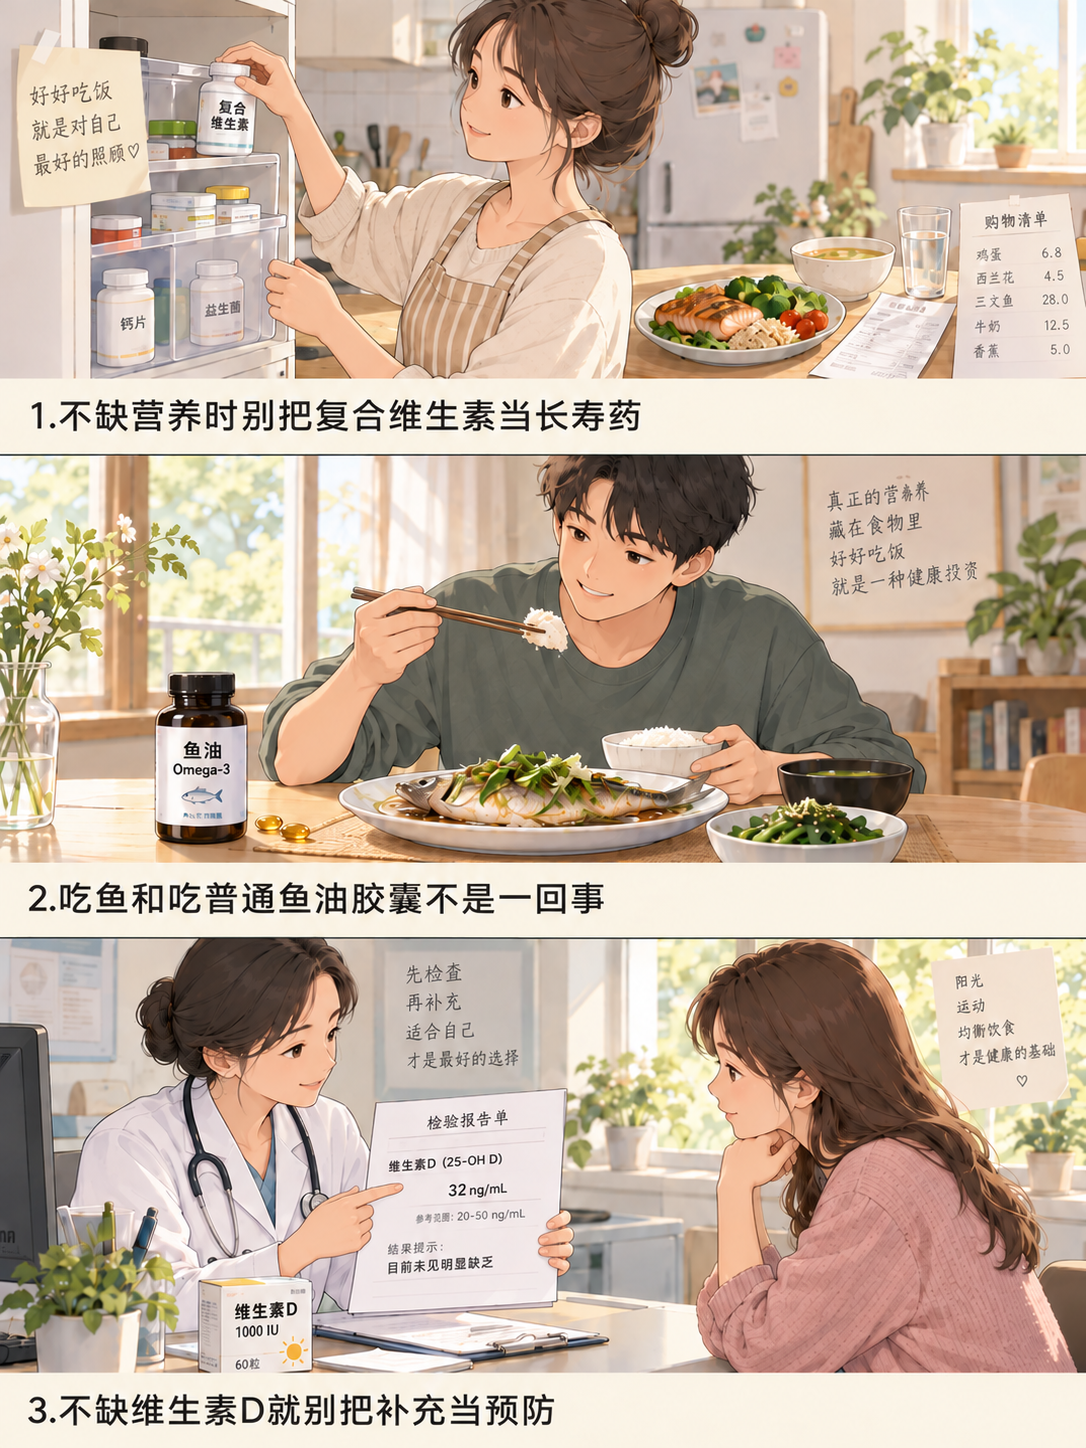 好好吃饭
就是对自己
最好的照顾♡
复合
维生素
钙片
益生菌
购物清单
鸡蛋 6.8
西兰花 4.5
三文鱼 28.0
牛奶 12.5
香蕉 5.0
1.不缺营养时别把复合维生素当长寿药
真正的营养
藏在食物里
好好吃饭
就是一种健康投资
鱼油
Omega-3
2.吃鱼和吃普通鱼油胶囊不是一回事
先检查
再补充
适合自己
才是最好的选择
阳光
运动
均衡饮食
才是健康的基础
♡
检验报告单
维生素D (25-OH D)
32 ng/mL
参考范围: 20-50 ng/mL
结果提示:
目前未见明显缺乏
维生素D
1000 IU
60粒
3.不缺维生素D就别把补充当预防